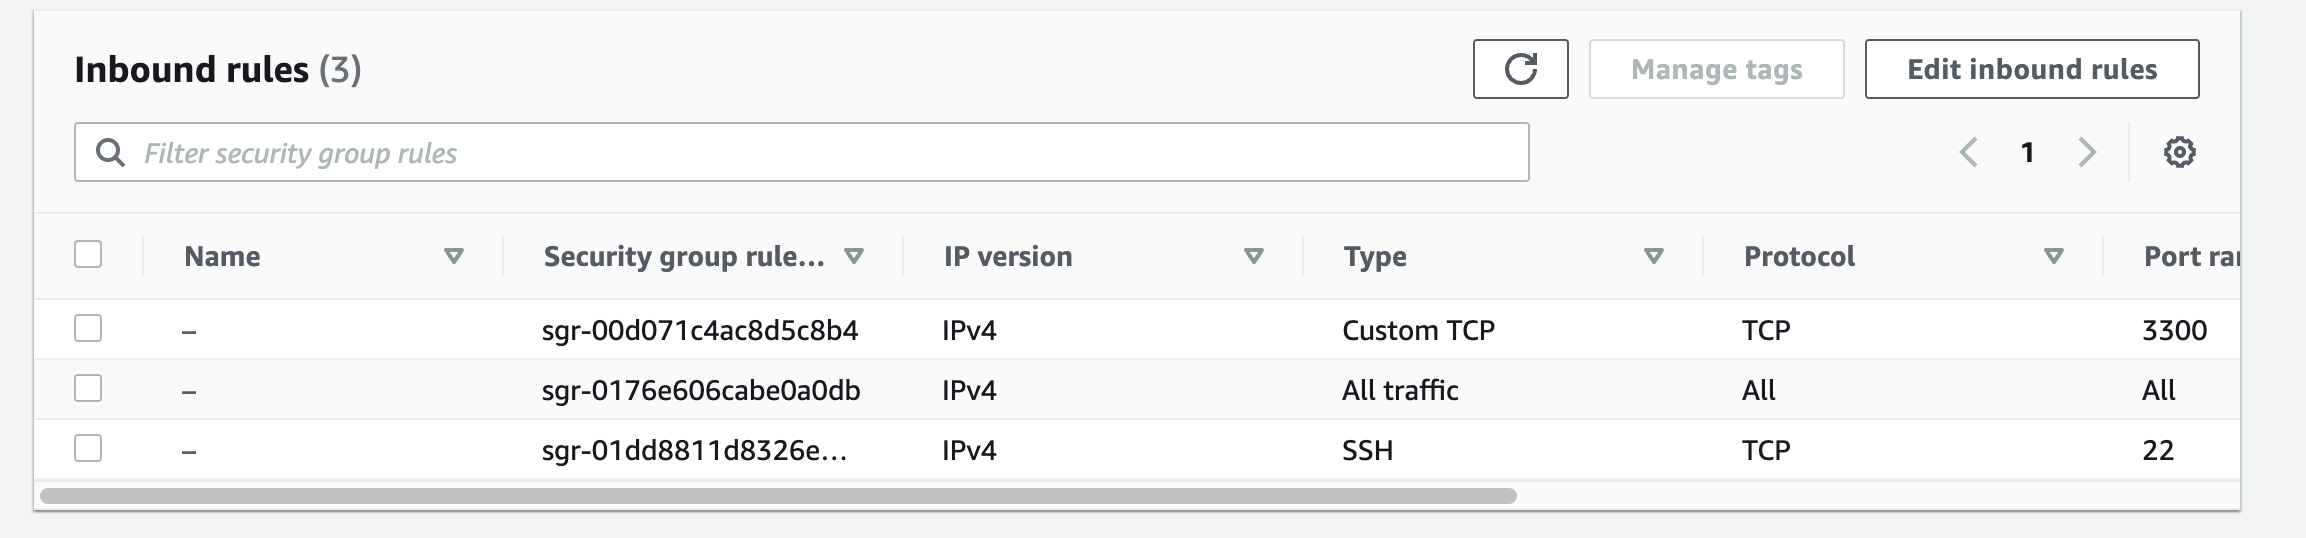 Inbound rules (3)
Manage tags
Edit inbound rules
Filter security group rules
1
Name Security group rule... IP version Type Protocol Port ran
– sgr-00d071c4ac8d5c8b4 IPv4 Custom TCP TCP 3300
– sgr-0176e606cabe0a0db IPv4 All traffic All All
– sgr-01dd8811d8326e... IPv4 SSH TCP 22